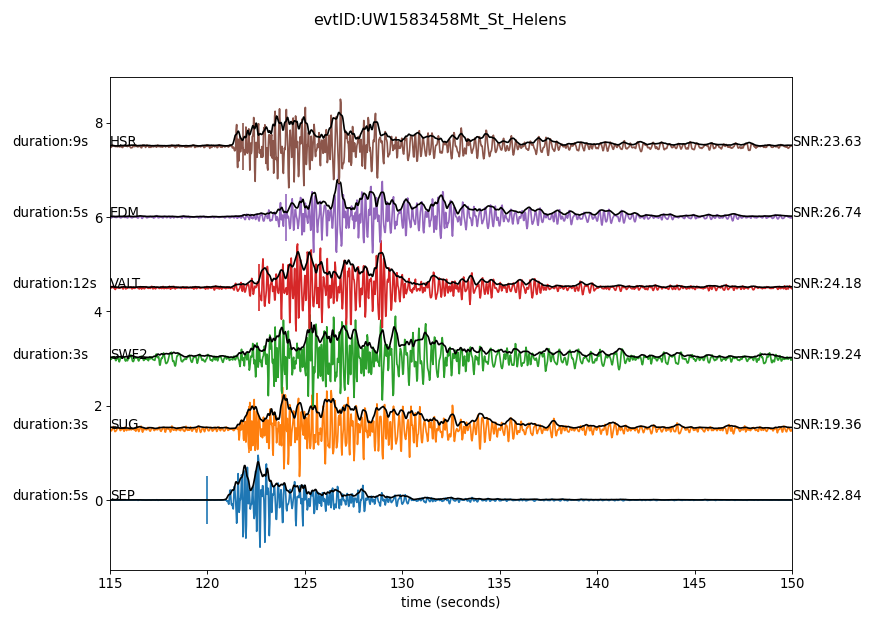 evtID:UW1583458Mt_St_Helens
8
duration:9s HSR SNR:23.63
duration:5s EDM SNR:26.74
6
duration:12s VALT SNR:24.18
4
duration:3s SWF2 SNR:19.24
2
duration:3s SUG SNR:19.36
duration:5s SEP SNR:42.84
0
115 120 125 130 135 140 145 150
time (seconds)